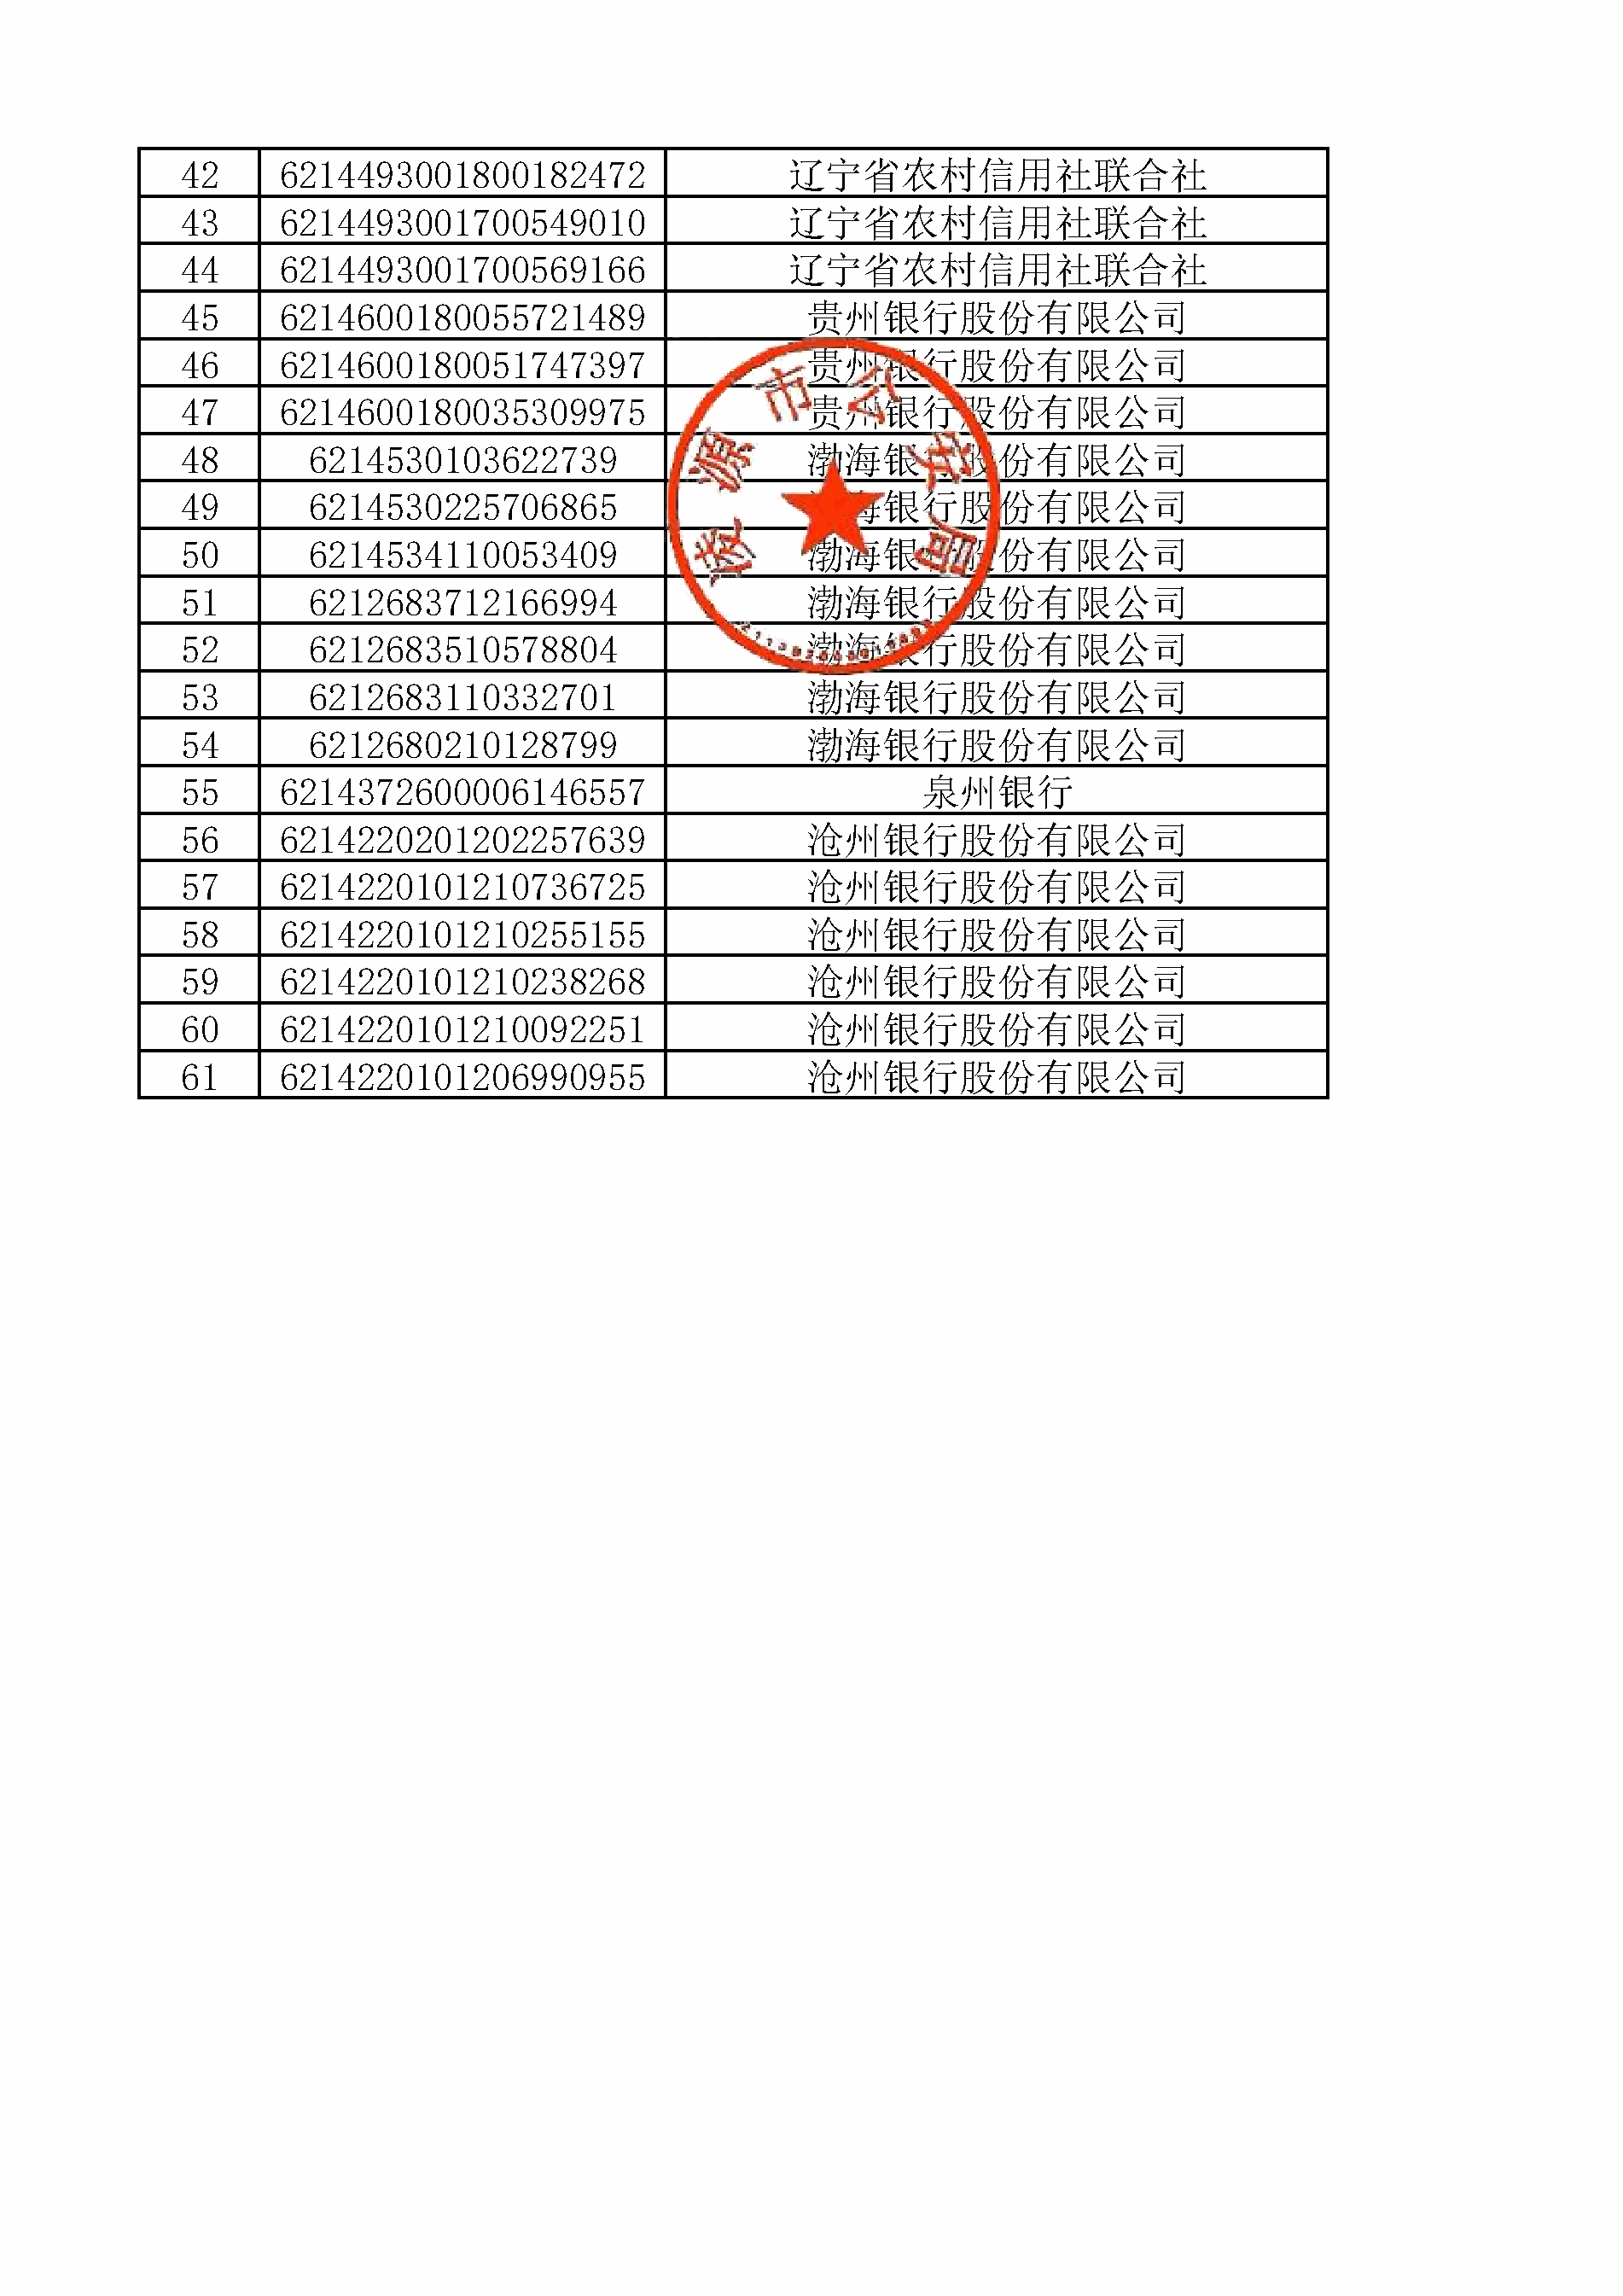 42 6214493001800182472 辽宁省农村信用社联合社
43 6214493001700549010 辽宁省农村信用社联合社
44 6214493001700569166 辽宁省农村信用社联合社
45 6214600180055721489 贵州银行股份有限公司
46 6214600180051747397 贵州银行股份有限公司
47 6214600180035309975 贵州银行股份有限公司
48 6214530103622739 渤海银行股份有限公司
49 6214530225706865 渤海银行股份有限公司
50 6214534110053409 渤海银行股份有限公司
51 6212683712166994 渤海银行股份有限公司
52 6212683510578804 渤海银行股份有限公司
53 6212683110332701 渤海银行股份有限公司
54 6212680210128799 渤海银行股份有限公司
55 6214372600006146557 泉州银行
56 6214220201202257639 沧州银行股份有限公司
57 6214220101210736725 沧州银行股份有限公司
58 6214220101210255155 沧州银行股份有限公司
59 6214220101210238268 沧州银行股份有限公司
60 6214220101210092251 沧州银行股份有限公司
61 6214220101206990955 沧州银行股份有限公司
凌源市公安局